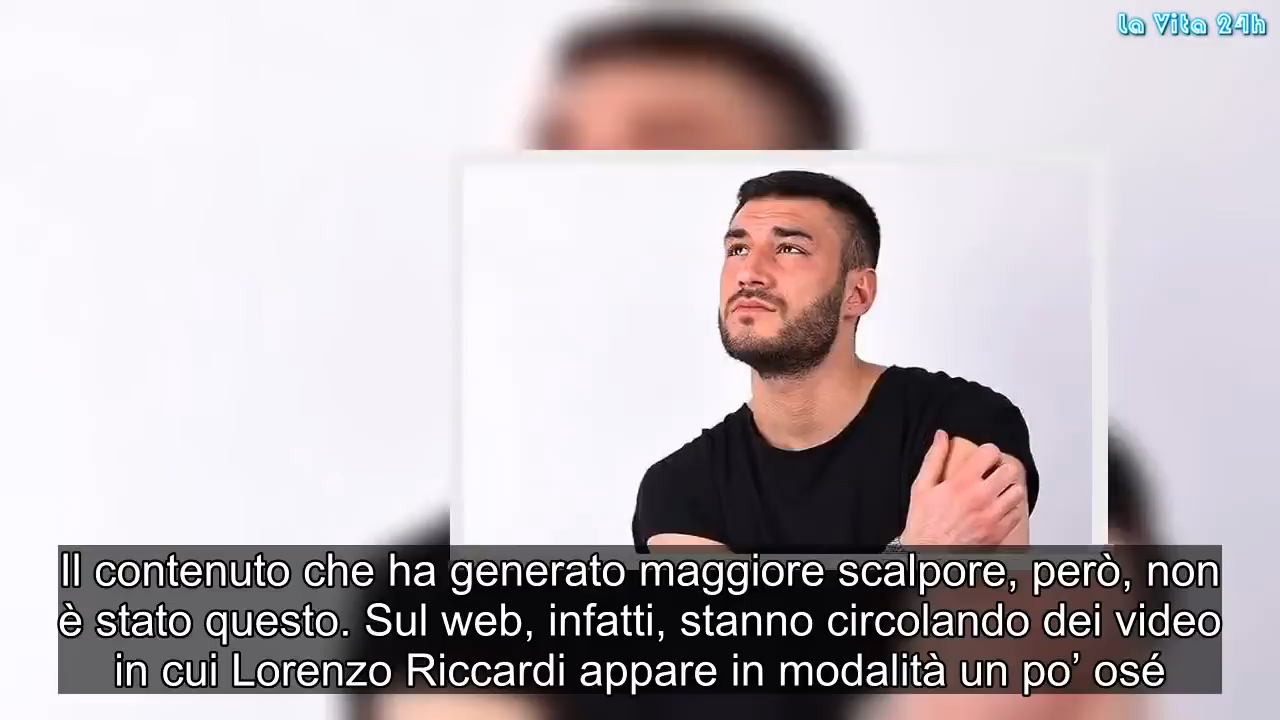 la Vita 24h
Il contenuto che ha generato maggiore scalpore, però, non
è stato questo. Sul web, infatti, stanno circolando dei video
in cui Lorenzo Riccardi appare in modalità un po’ osé